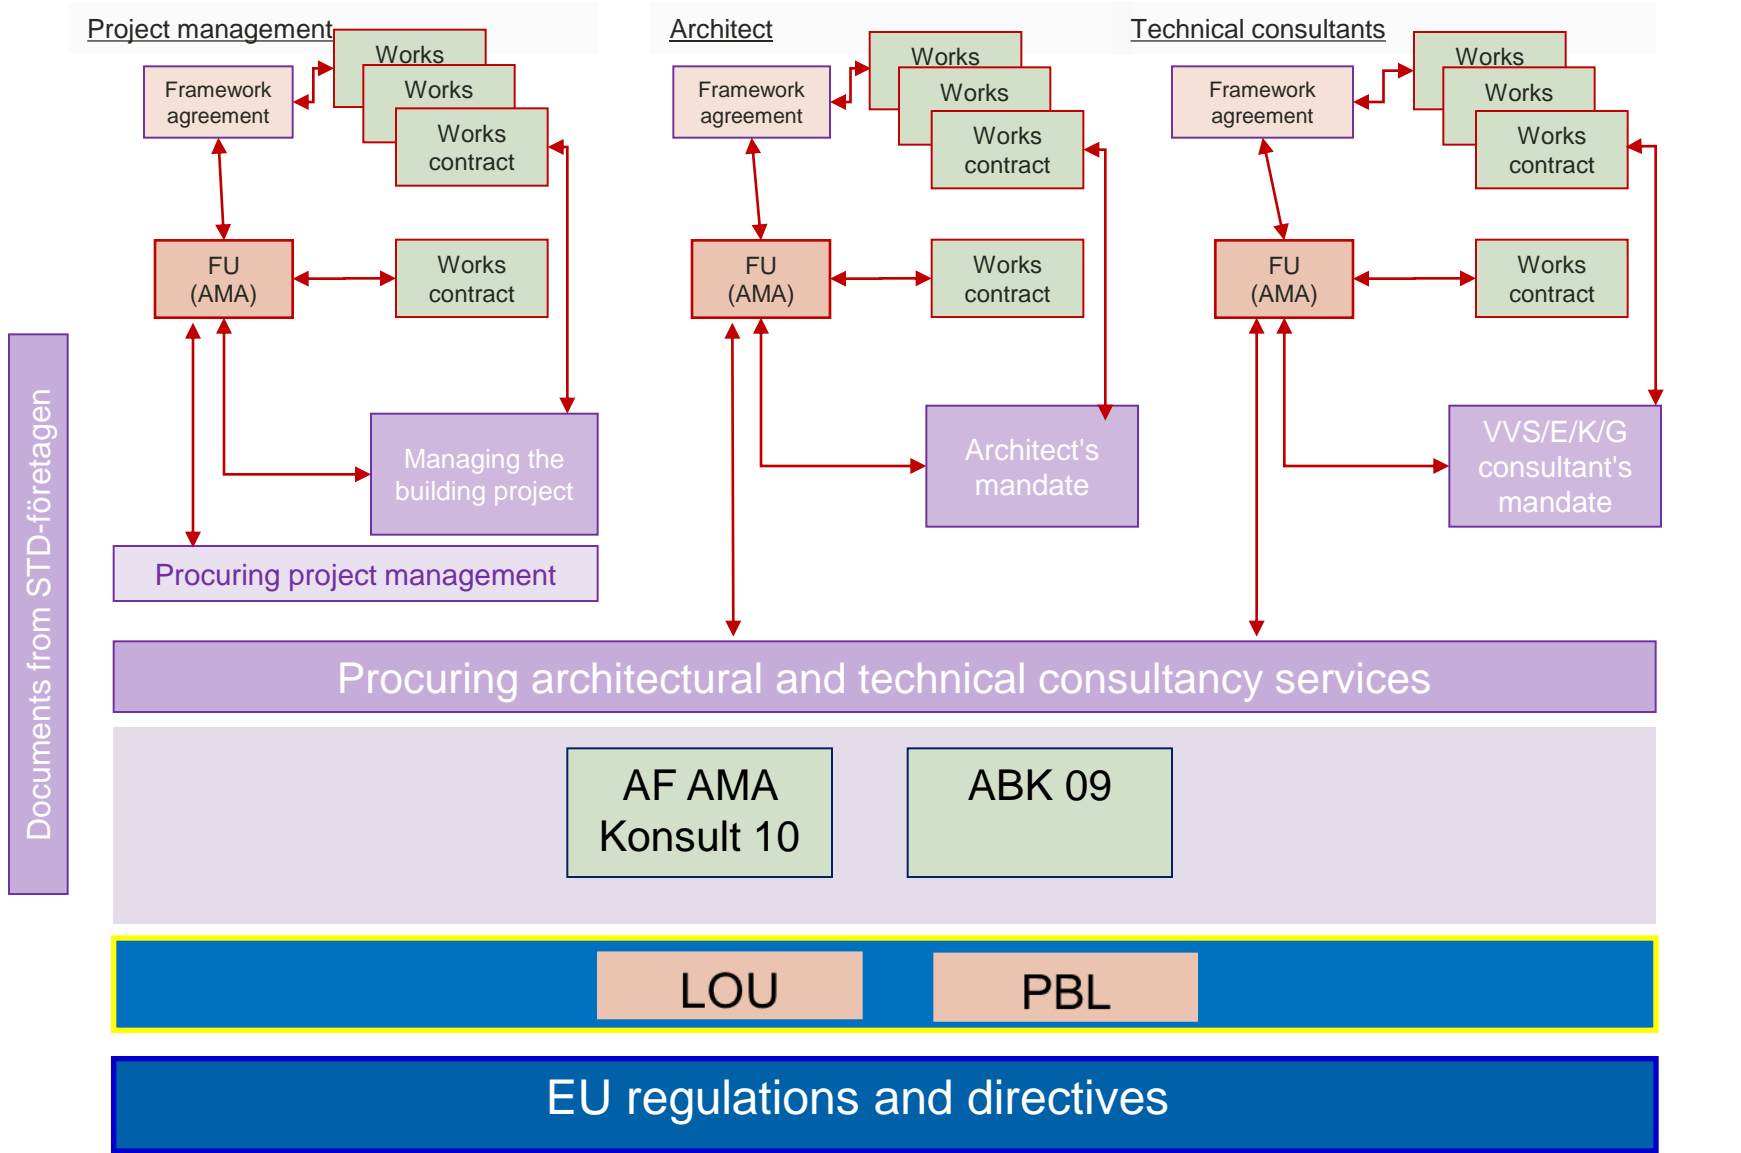 Project management
Architect
Technical consultants
Works
Works
Works
contract
Framework
agreement
Works
Works
Works
contract
Framework
agreement
Works
Works
Works
contract
Framework
agreement
FU
(AMA)
Works
contract
FU
(AMA)
Works
contract
FU
(AMA)
Works
contract
Managing the
building project
Architect's
mandate
VVS/E/K/G
consultant's
mandate
Documents from STD-företagen
Procuring project management
Procuring architectural and technical consultancy services
AF AMA
Konsult 10
ABK 09
LOU
PBL
EU regulations and directives